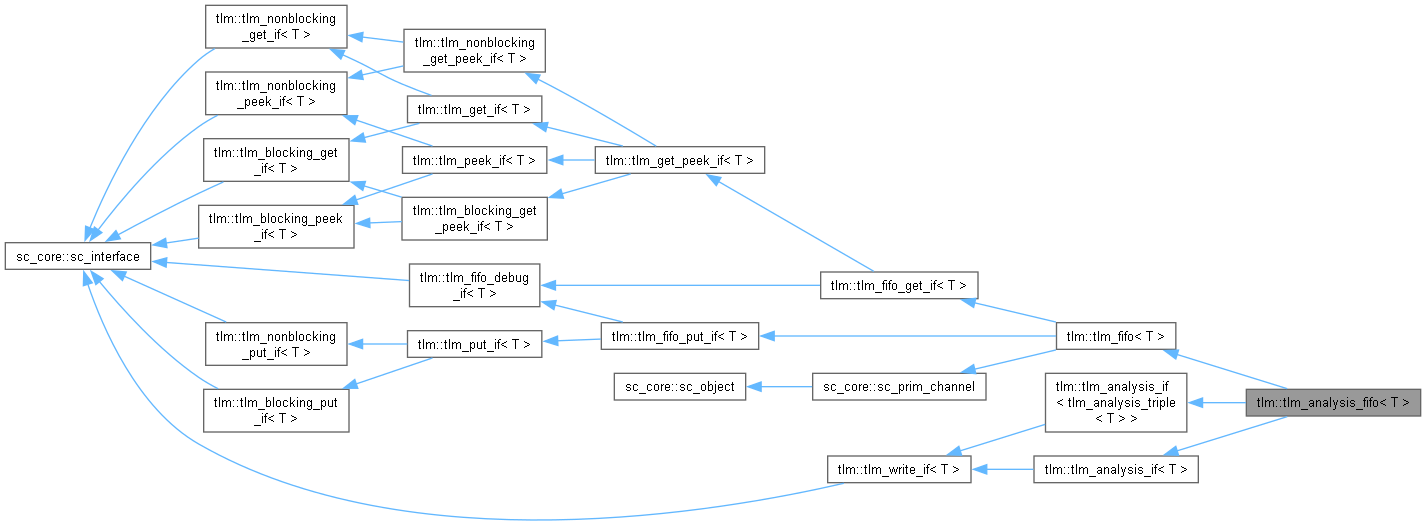 tlm::tlm_nonblocking
_get_if< T >
tlm::tlm_nonblocking
_get_peek_if< T >
tlm::tlm_nonblocking
_peek_if< T >
tlm::tlm_get_if< T >
tlm::tlm_blocking_get
_if< T >
tlm::tlm_peek_if< T >
tlm::tlm_get_peek_if< T >
tlm::tlm_blocking_peek
_if< T >
tlm::tlm_blocking_get
_peek_if< T >
sc_core::sc_interface
tlm::tlm_fifo_debug
_if< T >
tlm::tlm_fifo_get_if< T >
tlm::tlm_nonblocking
_put_if< T >
tlm::tlm_put_if< T >
tlm::tlm_fifo_put_if< T >
tlm::tlm_fifo< T >
sc_core::sc_object
sc_core::sc_prim_channel
tlm::tlm_analysis_if
< tlm_analysis_triple
< T > >
tlm::tlm_analysis_fifo< T >
tlm::tlm_blocking_put
_if< T >
tlm::tlm_write_if< T >
tlm::tlm_analysis_if< T >